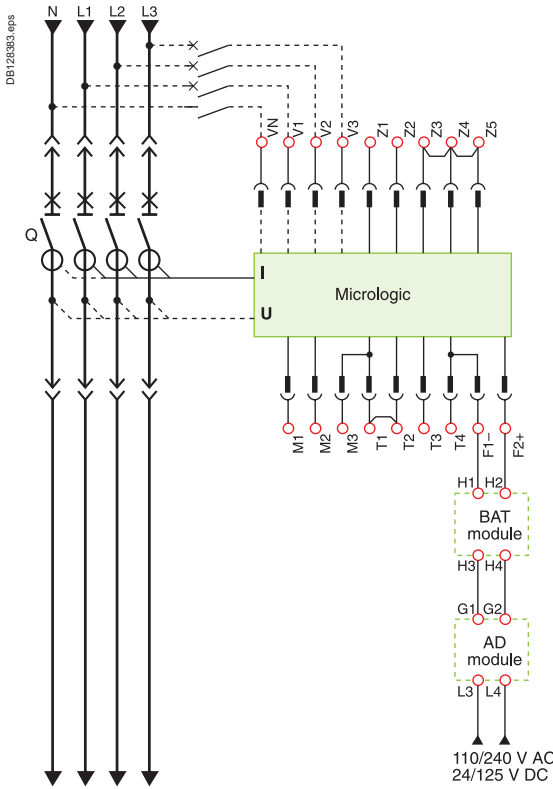 DB128383.eps
N L1 L2 L3
VN V1 V2 V3 Z1 Z2 Z3 Z4 Z5
Q
I
Micrologic
U
M1 M2 M3 T1 T2 T3 T4 F1– F2+
H1 H2
BAT
module
H3 H4
G1 G2
AD
module
L3 L4
110/240 V AC
24/125 V DC